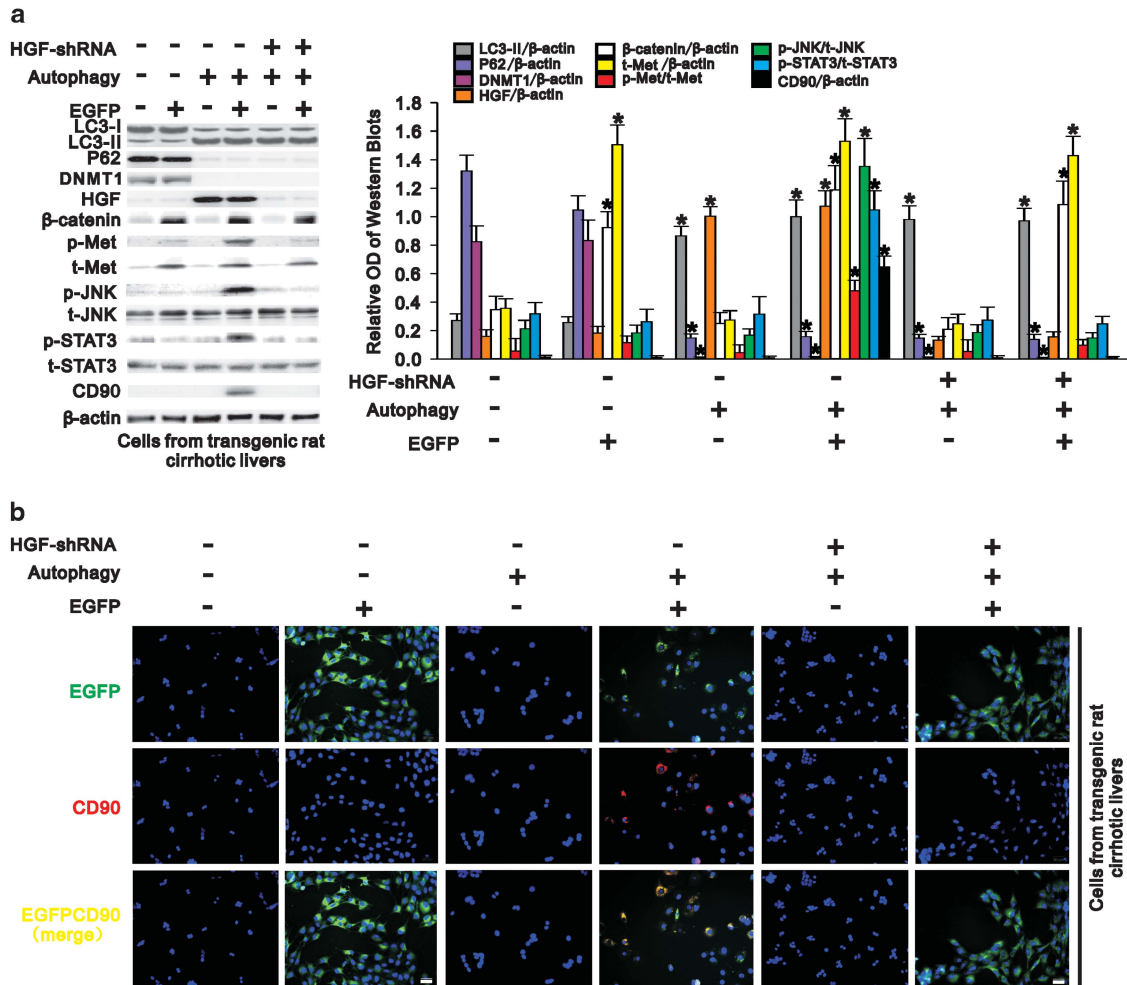 a
HGF-shRNA - - - - + +
Autophagy - - + + + +
EGFP - + - + - +
LC3-I
LC3-II
P62
DNMT1
HGF
β-catenin
p-Met
t-Met
p-JNK
t-JNK
p-STAT3
t-STAT3
CD90
β-actin
Cells from transgenic rat
cirrhotic livers
LC3-II/β-actin
P62/β-actin
DNMT1/β-actin
HGF/β-actin
β-catenin/β-actin
t-Met /β-actin
p-Met/t-Met
p-JNK/t-JNK
p-STAT3/t-STAT3
CD90/β-actin
Relative OD of Western Blots
1.8
1.6
1.4
1.2
1.0
0.8
0.6
0.4
0.2
0.0
* * * * * * * * * * * * * * * * * * * * * * *
HGF-shRNA - - - - + +
Autophagy - - + + + +
EGFP - + - + - +
b
HGF-shRNA - - - - + +
Autophagy - - + + + +
EGFP - + - + - +
EGFP
CD90
EGFPCD90
(merge)
Cells from transgenic rat
cirrhotic livers